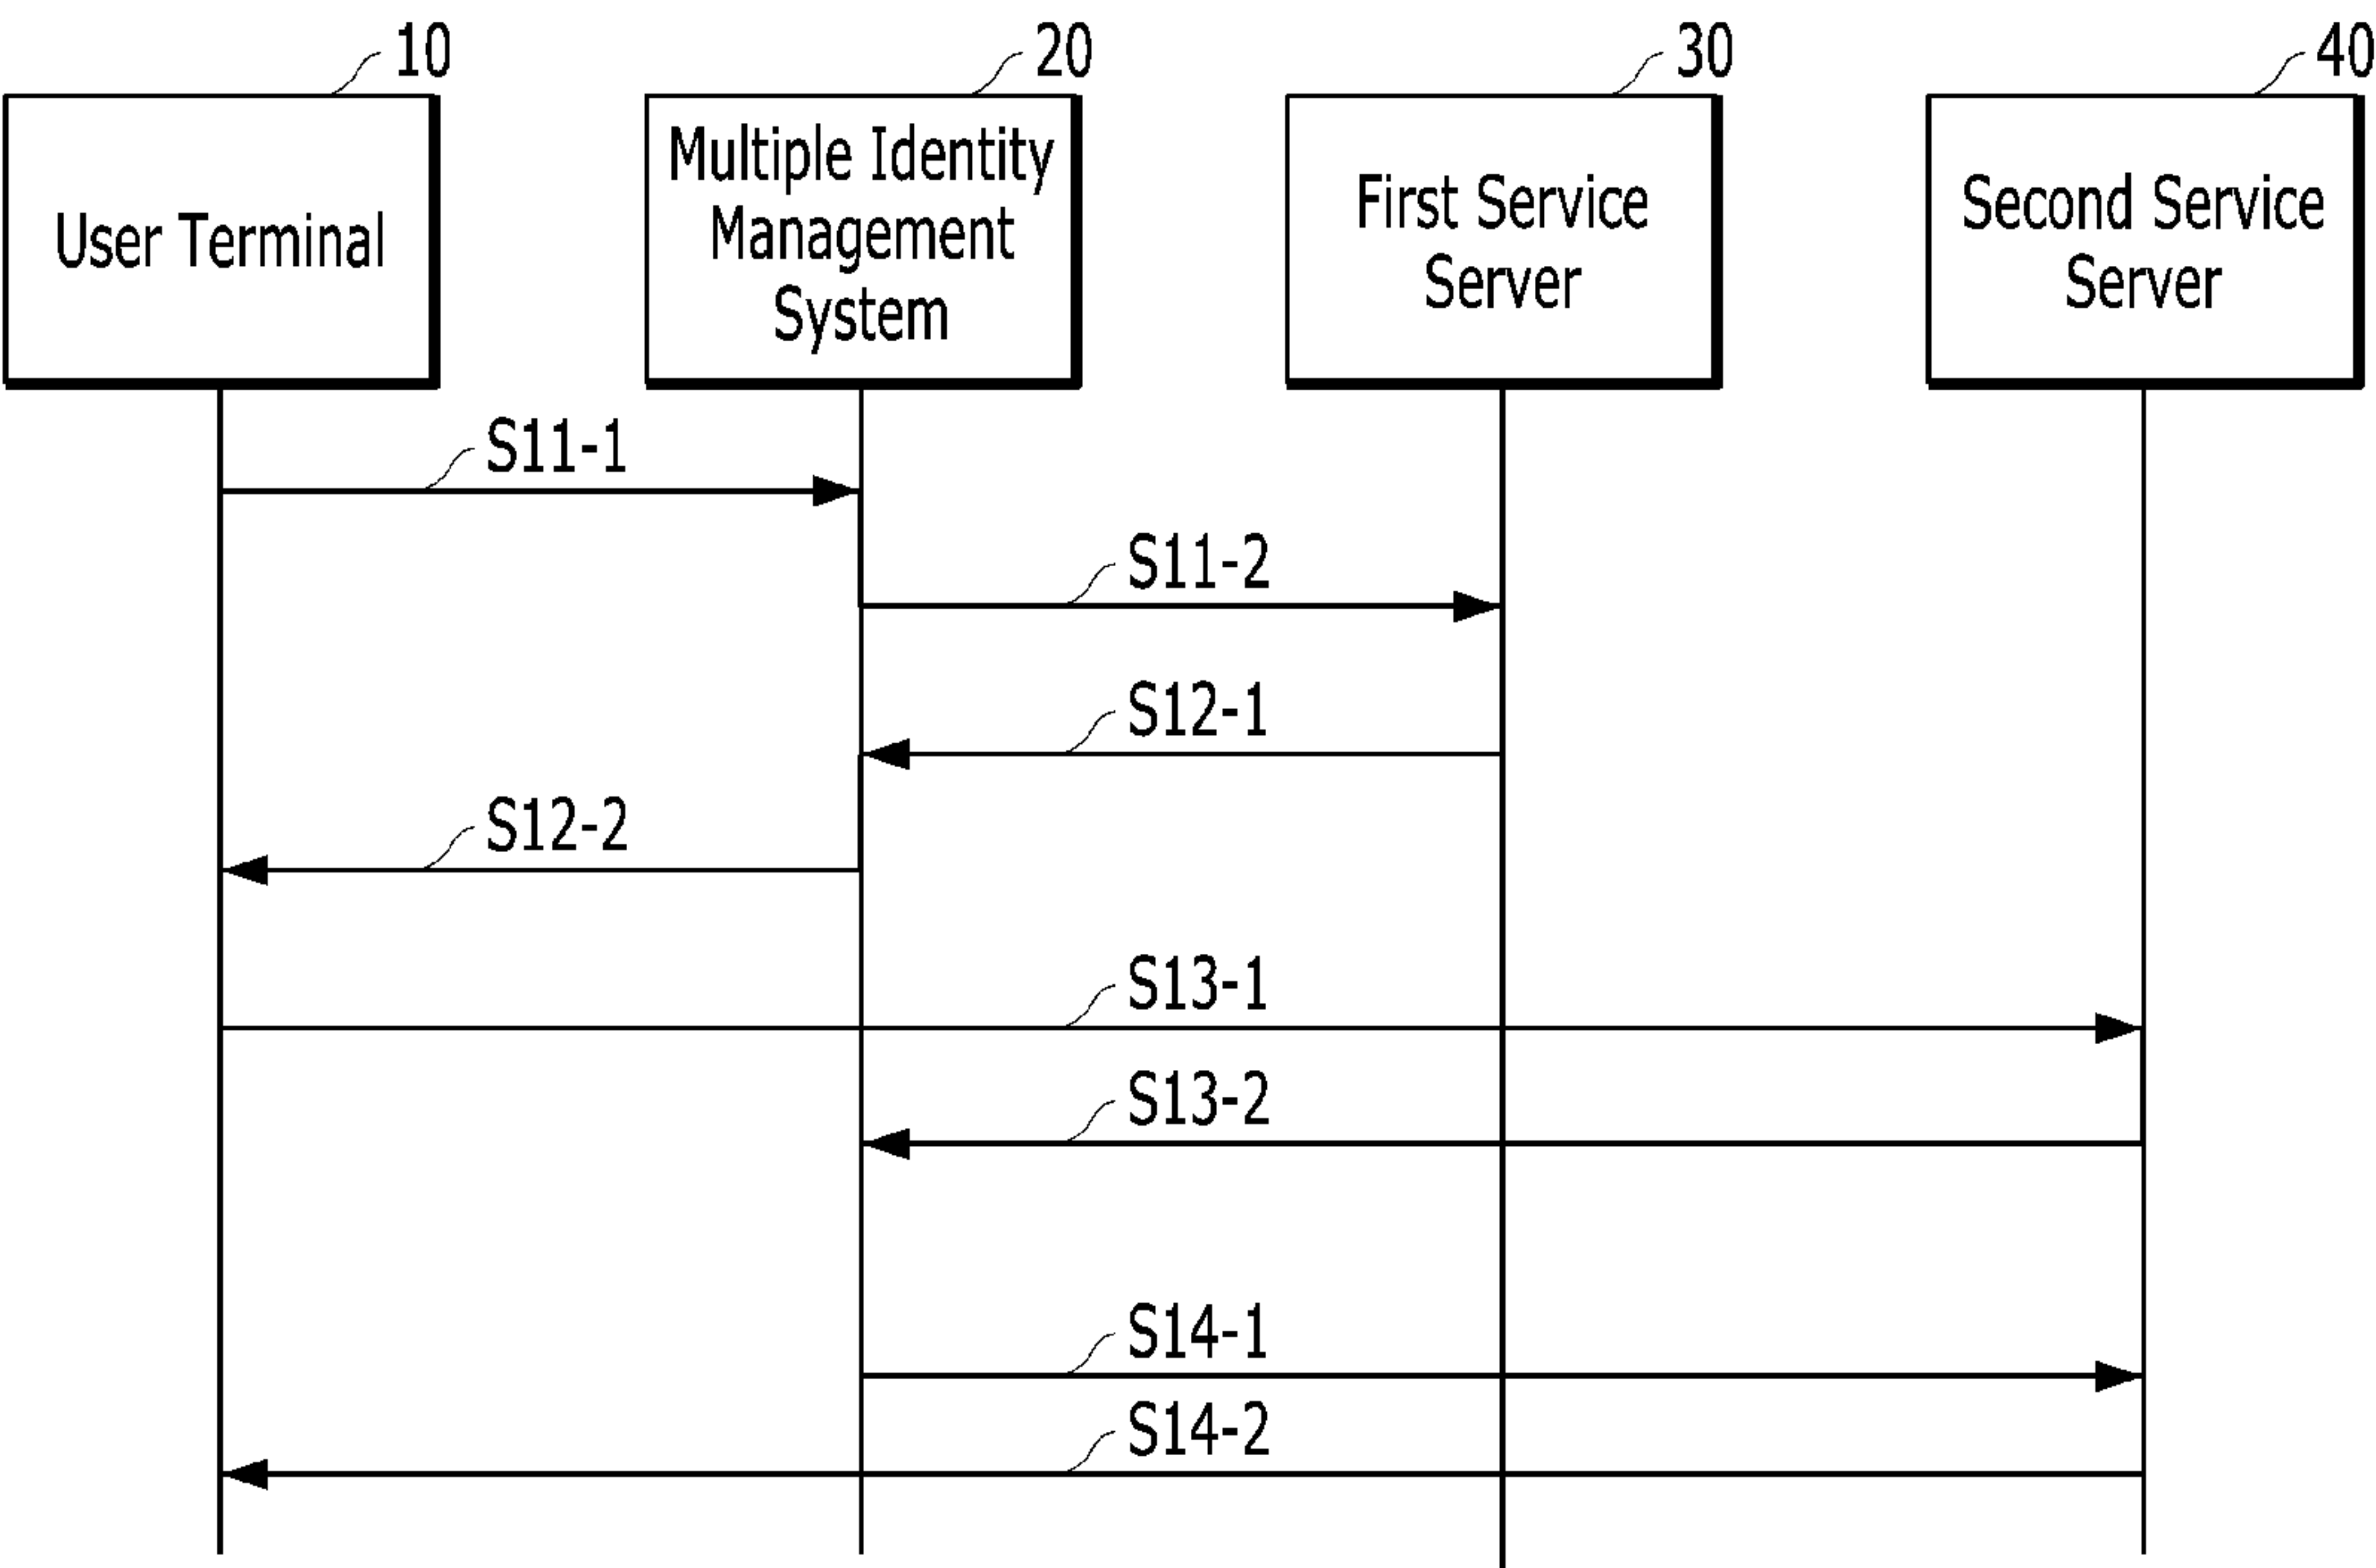 10
20
30
40
User Terminal
Multiple Identity
Management
System
First Service
Server
Second Service
Server
S11-1
S11-2
S12-1
S12-2
S13-1
S13-2
S14-1
S14-2